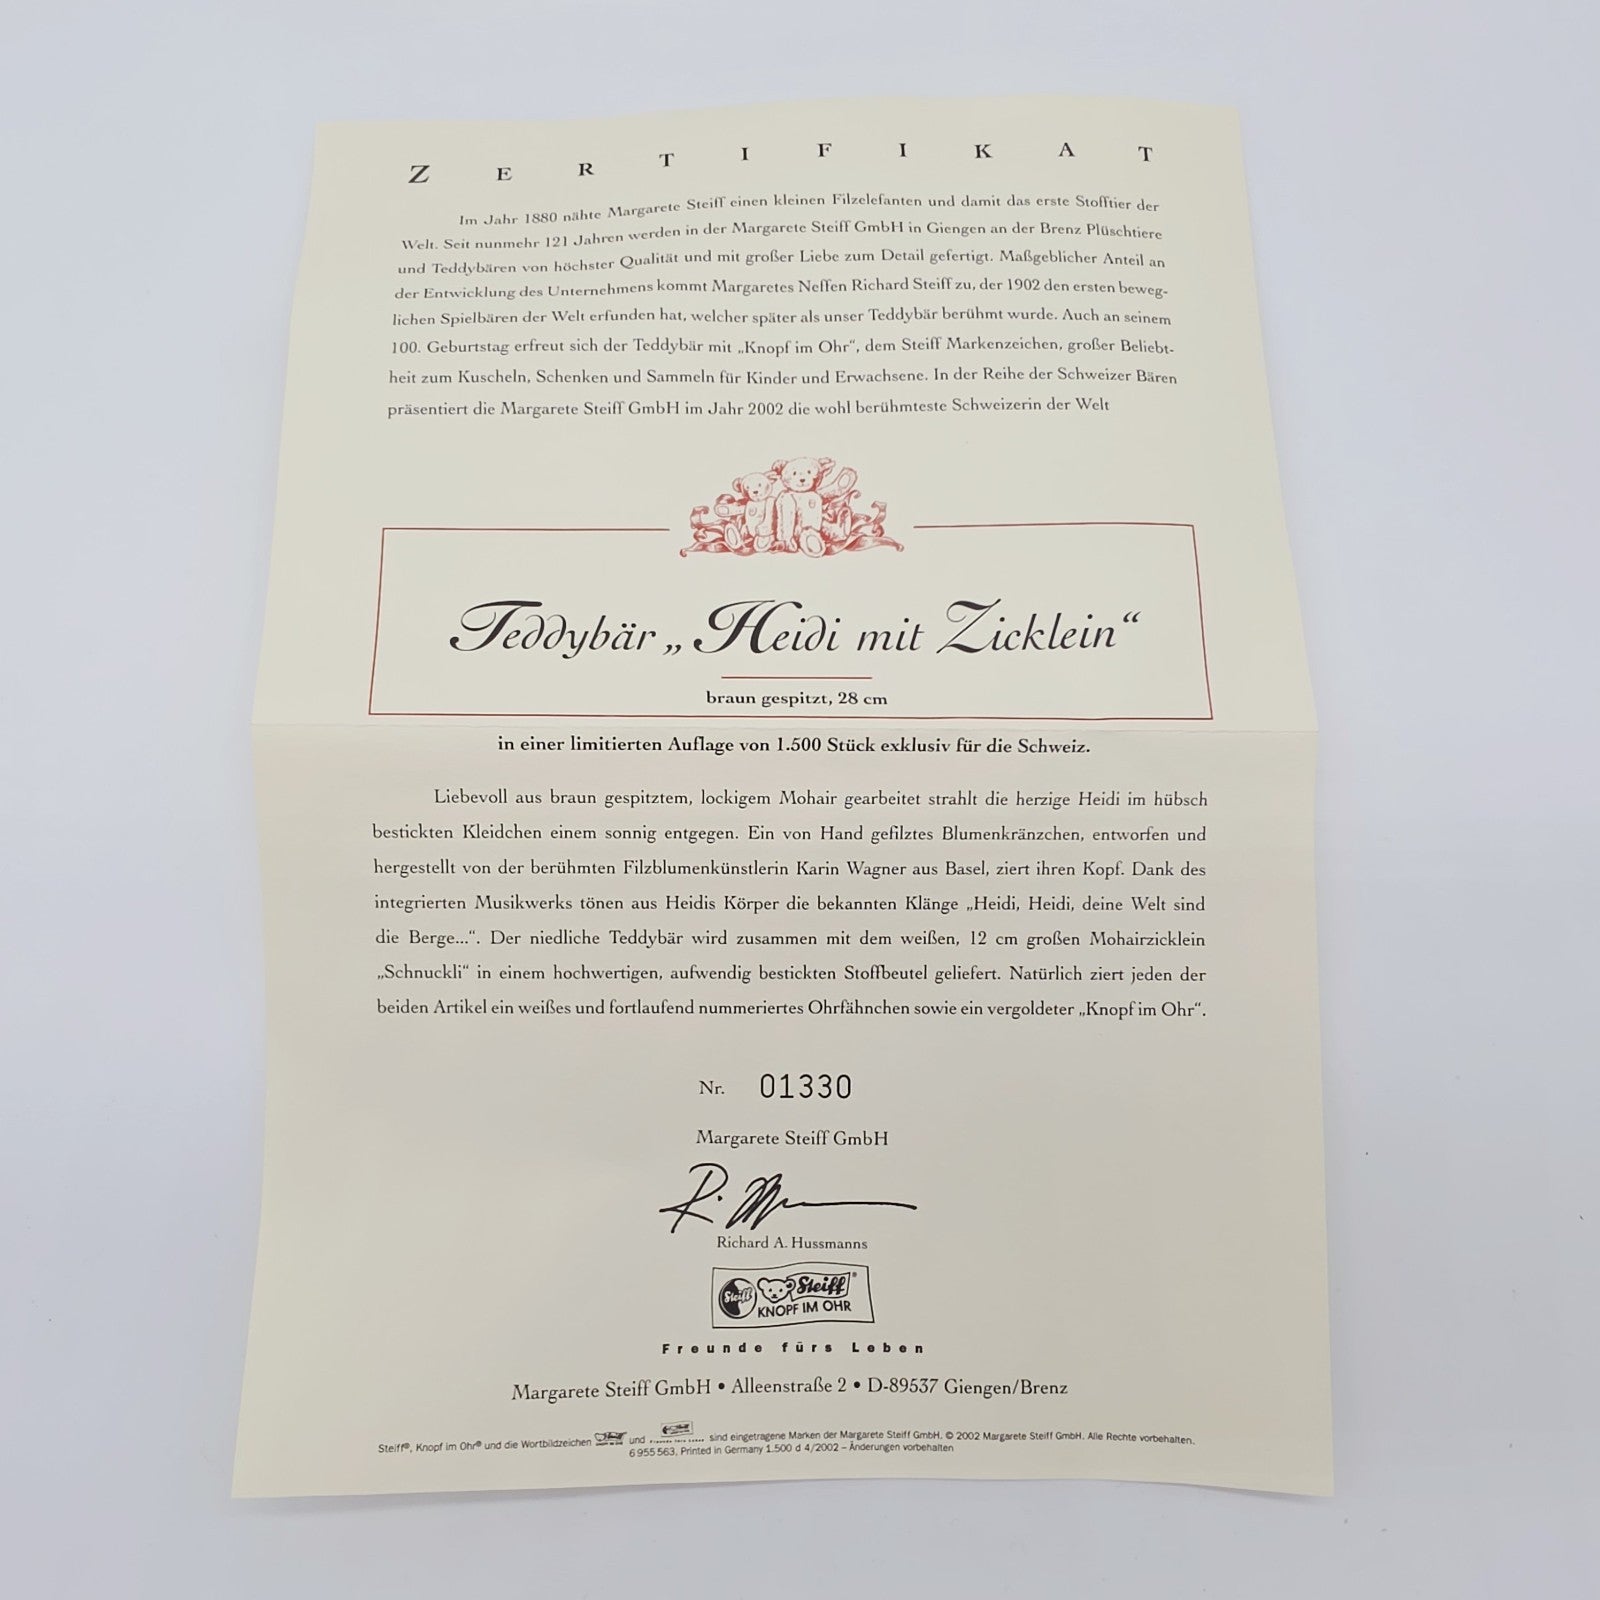 ZERTIFIKAT
Im Jahr 1880 nähte Margarete Steiff einen kleinen Filzelefanten und damit das erste Stofftier der
Welt. Seit nunmehr 121 Jahren werden in der Margarete Steiff GmbH in Giengen an der Brenz Plüschtiere
und Teddybären von höchster Qualität und mit großer Liebe zum Detail gefertigt. Maßgeblicher Anteil an
der Entwicklung des Unternehmens kommt Margaretes Neffen Richard Steiff zu, der 1902 den ersten beweg-
lichen Spielbären der Welt erfunden hat, welcher später als unser Teddybär berühmt wurde. Auch an seinem
100. Geburtstag erfreut sich der Teddybär mit „Knopf im Ohr“, dem Steiff Markenzeichen, großer Beliebt-
heit zum Kuscheln, Schenken und Sammeln für Kinder und Erwachsene. In der Reihe der Schweizer Bären
präsentiert die Margarete Steiff GmbH im Jahr 2002 die wohl berühmteste Schweizerin der Welt
Teddybär „Heidi mit Zicklein“
braun gespitzt, 28 cm
in einer limitierten Auflage von 1.500 Stück exklusiv für die Schweiz.
Liebevoll aus braun gespitztem, lockigem Mohair gearbeitet strahlt die herzige Heidi im hübsch
bestickten Kleidchen einem sonnig entgegen. Ein von Hand gefilztes Blumenkränzchen, entworfen und
hergestellt von der berühmten Filzblumenkünstlerin Karin Wagner aus Basel, ziert ihren Kopf. Dank des
integrierten Musikwerks tönen aus Heidis Körper die bekannten Klänge „Heidi, Heidi, deine Welt sind
die Berge...“. Der niedliche Teddybär wird zusammen mit dem weißen, 12 cm großen Mohairzicklein
„Schnuckli“ in einem hochwertigen, aufwendig bestickten Stoffbeutel geliefert. Natürlich ziert jeden der
beiden Artikel ein weißes und fortlaufend nummeriertes Ohrfähnchen sowie ein vergoldeter „Knopf im Ohr“.
Nr. 01330
Margarete Steiff GmbH
Richard A. Hussmanns
Steiff Steiff®
KNOPF IM OHR
Freunde fürs Leben
Margarete Steiff GmbH • Alleenstraße 2 • D-89537 Giengen/Brenz
Steiff®, Knopf im Ohr® und die Wortbildzeichen und sind eingetragene Marken der Margarete Steiff GmbH. © 2002 Margarete Steiff GmbH. Alle Rechte vorbehalten.
6 955 563, Printed in Germany 1.500 d 4/2002 – Änderungen vorbehalten